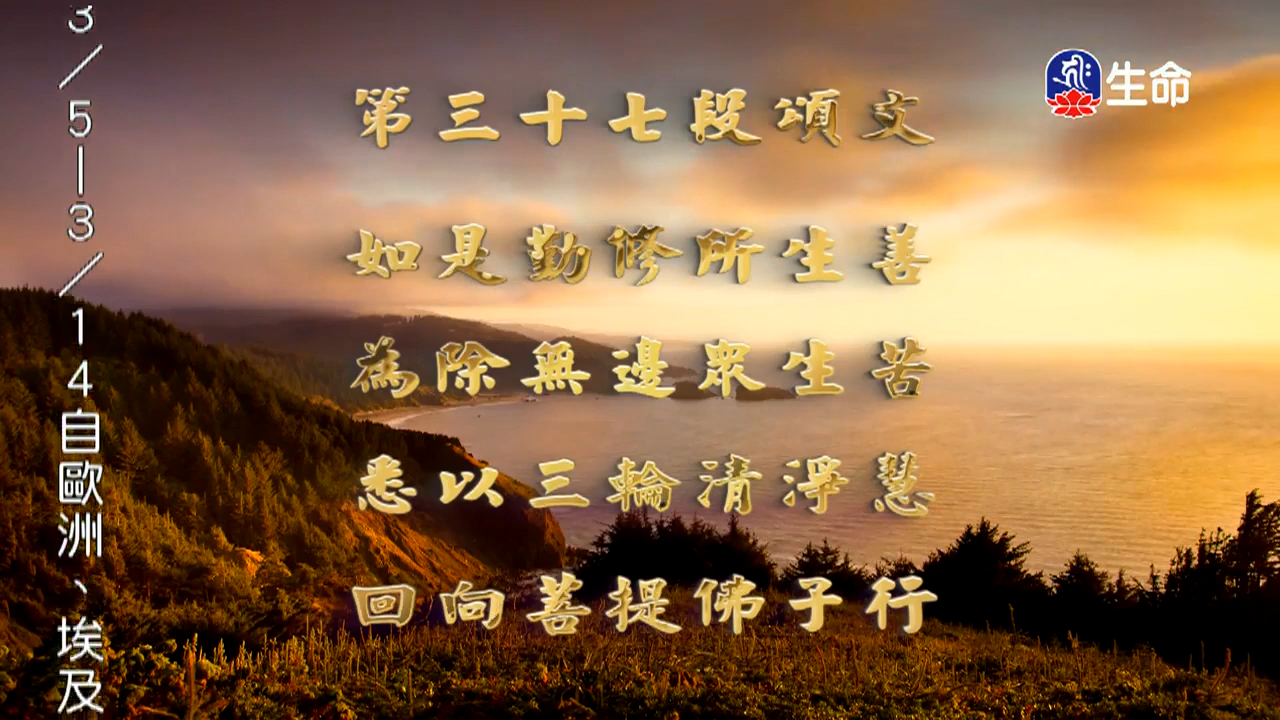 第三十七段頌文
如是勤修所生善
為除無邊眾生苦
悉以三輪清淨慧
回向菩提佛子行
生命
3/5—3/14自歐洲、埃及